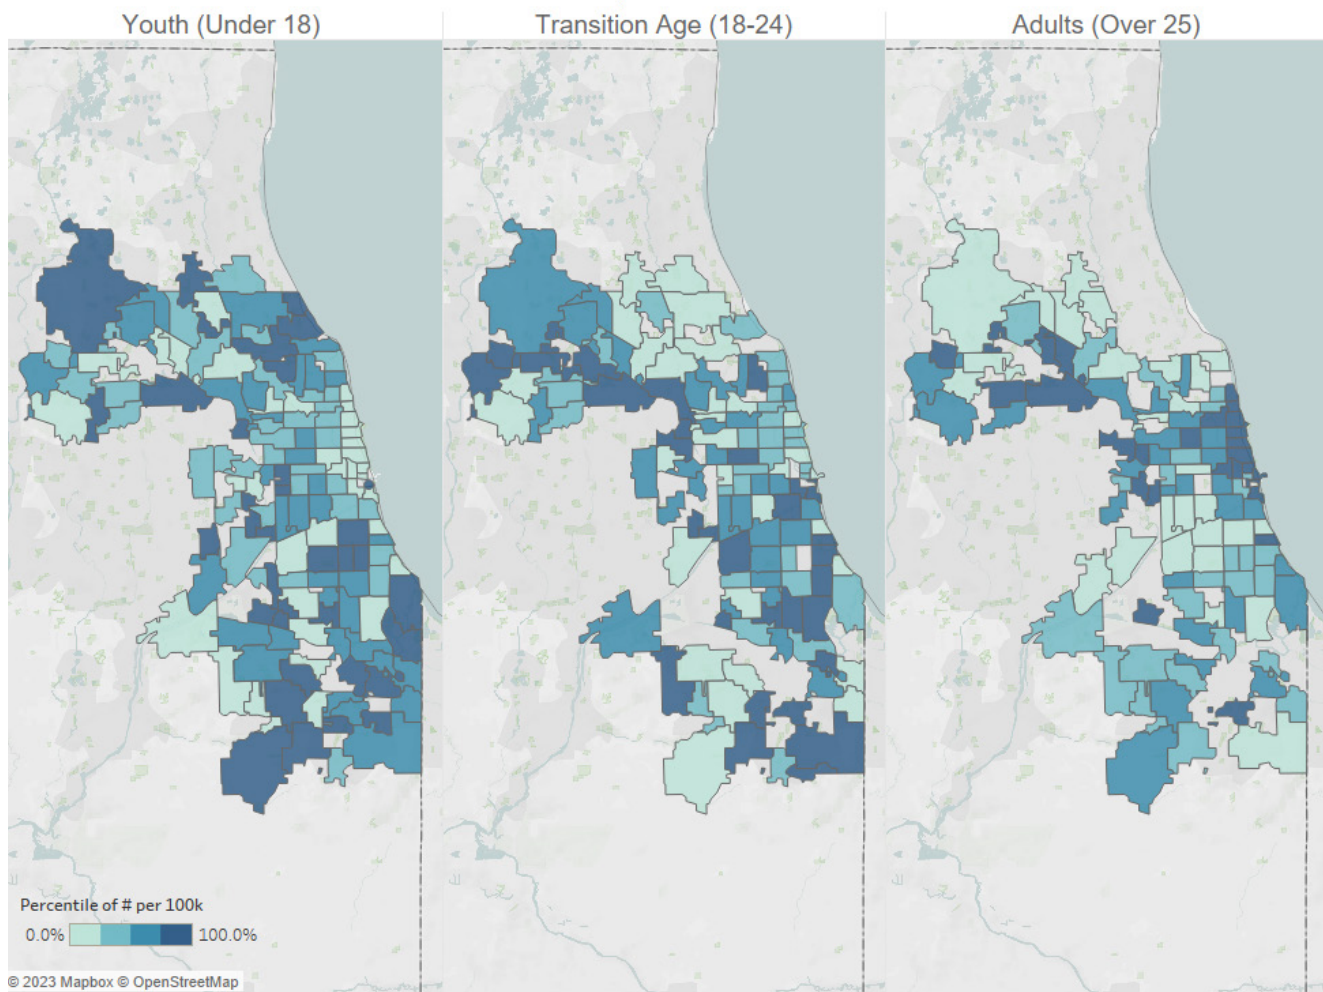 Youth (Under 18)
Transition Age (18-24)
Adults (Over 25)
Percentile of # per 100k
0.0%
100.0%
© 2023 Mapbox © OpenStreetMap